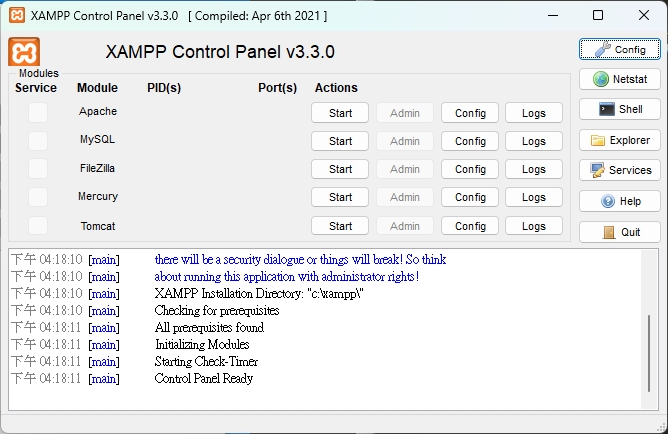 XAMPP Control Panel v3.3.0 [ Compiled: Apr 6th 2021 ]
XAMPP Control Panel v3.3.0
Config
Modules
Service Module PID(s) Port(s) Actions
Netstat
Apache Start Admin Config Logs
Shell
MySQL Start Admin Config Logs
Explorer
FileZilla Start Admin Config Logs
Services
Mercury Start Admin Config Logs
Help
Tomcat Start Admin Config Logs
Quit
下午 04:18:10 [main] there will be a security dialogue or things will break! So think
下午 04:18:10 [main] about running this application with administrator rights!
下午 04:18:10 [main] XAMPP Installation Directory: "c:\xampp\"
下午 04:18:10 [main] Checking for prerequisites
下午 04:18:11 [main] All prerequisites found
下午 04:18:11 [main] Initializing Modules
下午 04:18:11 [main] Starting Check-Timer
下午 04:18:11 [main] Control Panel Ready